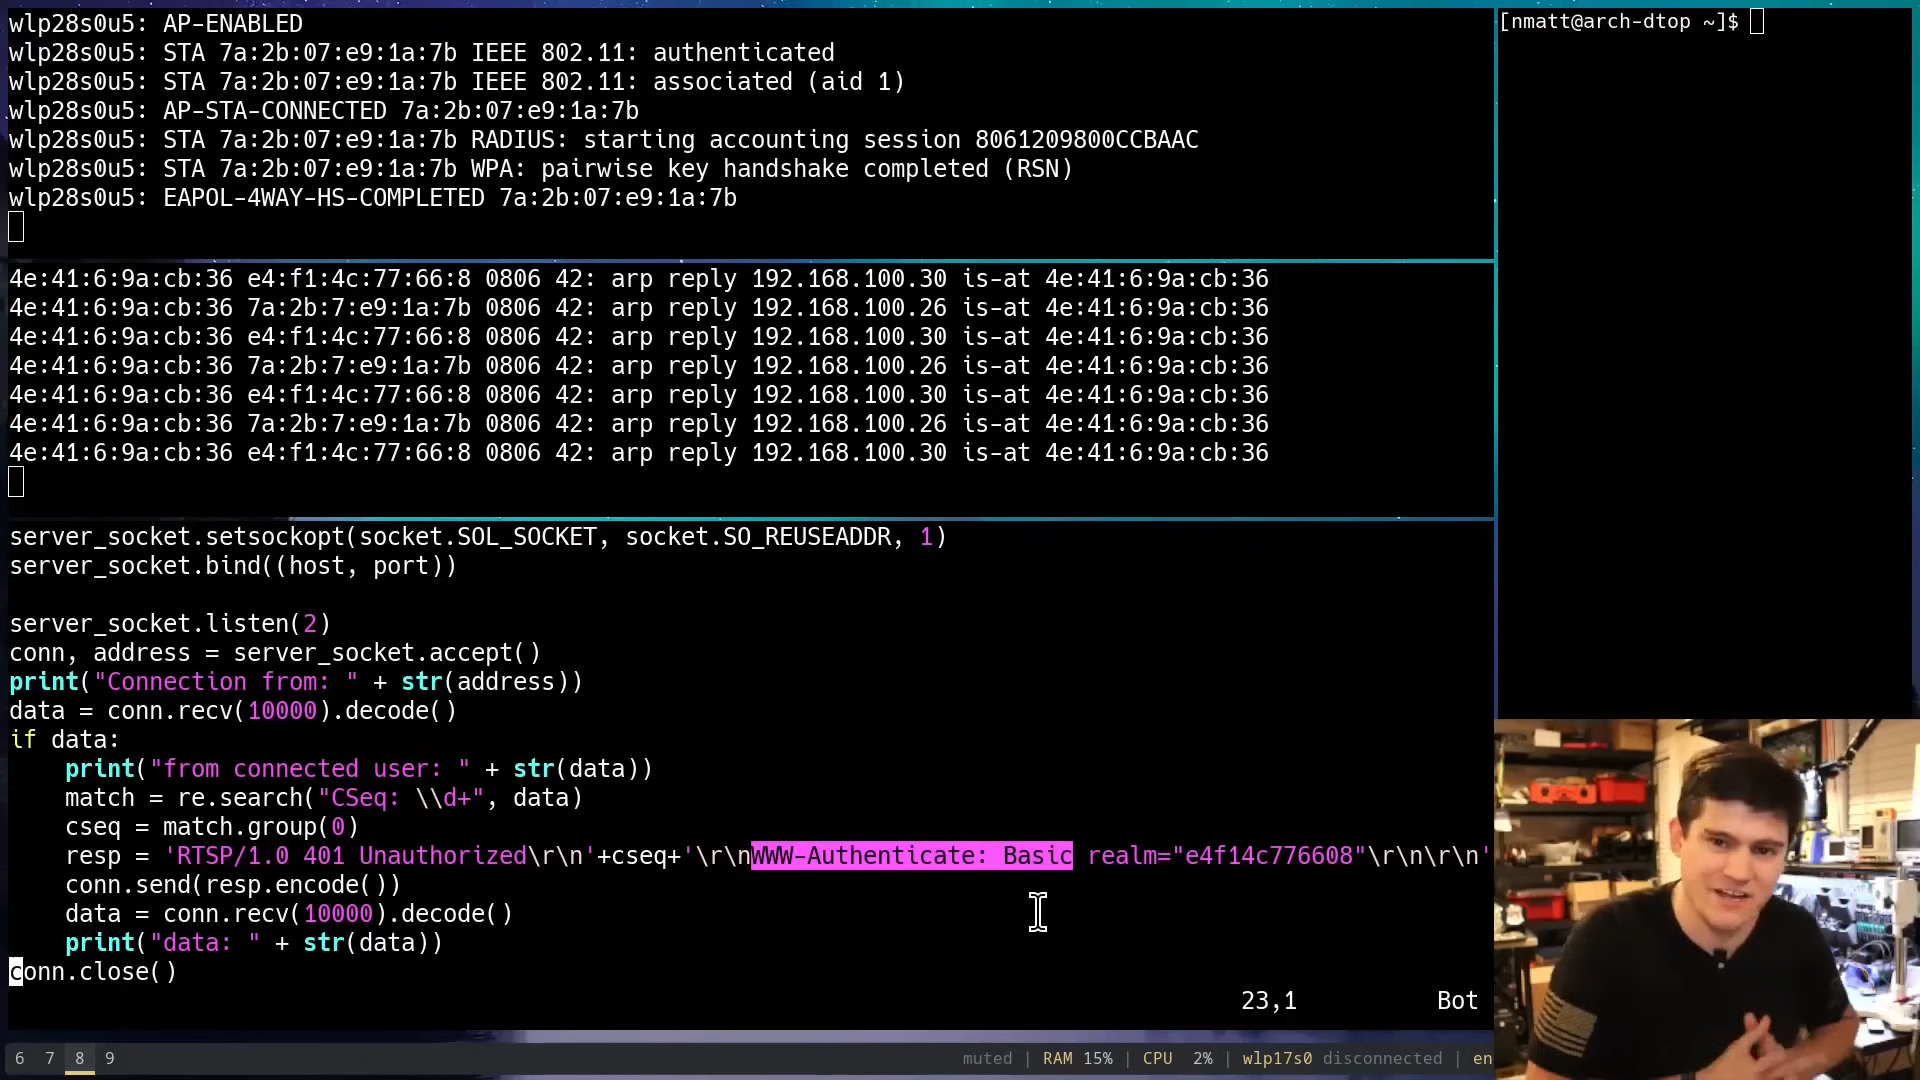 wlp28s0u5: AP-ENABLED
wlp28s0u5: STA 7a:2b:07:e9:1a:7b IEEE 802.11: authenticated
wlp28s0u5: STA 7a:2b:07:e9:1a:7b IEEE 802.11: associated (aid 1)
wlp28s0u5: AP-STA-CONNECTED 7a:2b:07:e9:1a:7b
wlp28s0u5: STA 7a:2b:07:e9:1a:7b RADIUS: starting accounting session 8061209800CCBAAC
wlp28s0u5: STA 7a:2b:07:e9:1a:7b WPA: pairwise key handshake completed (RSN)
wlp28s0u5: EAPOL-4WAY-HS-COMPLETED 7a:2b:07:e9:1a:7b
4e:41:6:9a:cb:36 e4:f1:4c:77:66:8 0806 42: arp reply 192.168.100.30 is-at 4e:41:6:9a:cb:36
4e:41:6:9a:cb:36 7a:2b:7:e9:1a:7b 0806 42: arp reply 192.168.100.26 is-at 4e:41:6:9a:cb:36
4e:41:6:9a:cb:36 e4:f1:4c:77:66:8 0806 42: arp reply 192.168.100.30 is-at 4e:41:6:9a:cb:36
4e:41:6:9a:cb:36 7a:2b:7:e9:1a:7b 0806 42: arp reply 192.168.100.26 is-at 4e:41:6:9a:cb:36
4e:41:6:9a:cb:36 e4:f1:4c:77:66:8 0806 42: arp reply 192.168.100.30 is-at 4e:41:6:9a:cb:36
4e:41:6:9a:cb:36 7a:2b:7:e9:1a:7b 0806 42: arp reply 192.168.100.26 is-at 4e:41:6:9a:cb:36
4e:41:6:9a:cb:36 e4:f1:4c:77:66:8 0806 42: arp reply 192.168.100.30 is-at 4e:41:6:9a:cb:36
server_socket.setsockopt(socket.SOL_SOCKET, socket.SO_REUSEADDR, 1)
server_socket.bind((host, port))
server_socket.listen(2)
conn, address = server_socket.accept()
print("Connection from: " + str(address))
data = conn.recv(10000).decode()
if data:
    print("from connected user: " + str(data))
    match = re.search("CSeq: \\d+", data)
    cseq = match.group(0)
    resp = 'RTSP/1.0 401 Unauthorized\r\n'+cseq+'\r\nWWW-Authenticate: Basic realm="e4f14c776608"\r\n\r\n'
    conn.send(resp.encode())
    data = conn.recv(10000).decode()
    print("data: " + str(data))
conn.close()
23,1 Bot
[nmatt@arch-dtop ~]$
6 7 8 9 muted | RAM 15% | CPU 2% | wlp17s0 disconnected | en